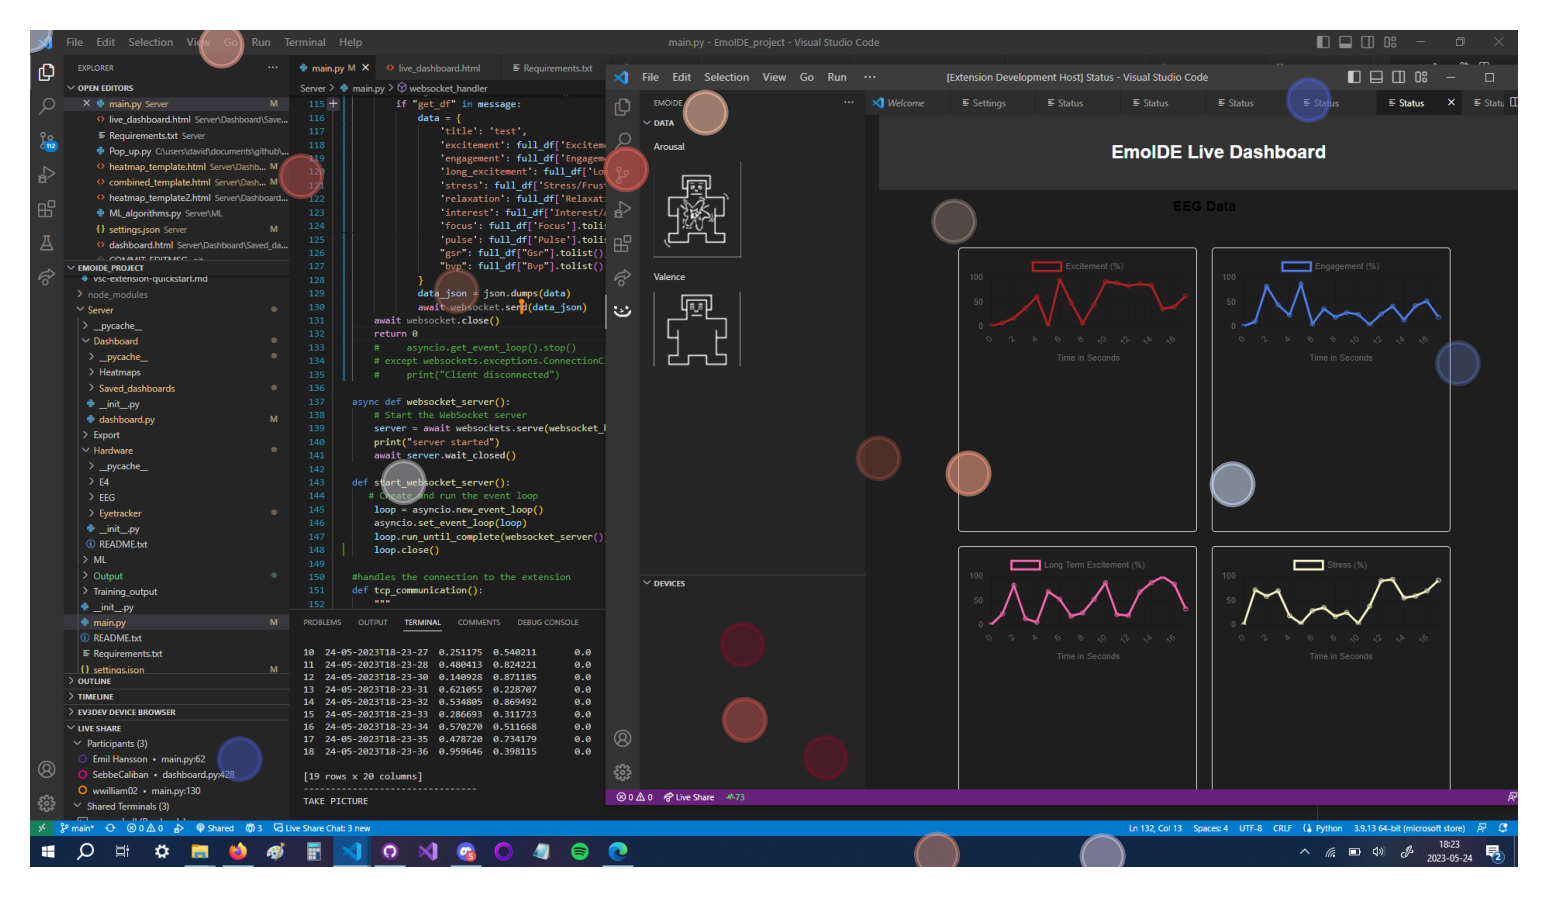 File Edit Selection View Go Run Terminal Help
main.py - EmoIDE_project - Visual Studio Code
EXPLORER
OPEN EDITORS
main.py Server M
live_dashboard.html Server\Dashboard\Save...
Requirements.txt Server
Pop_up.py C:\users\david\documents\github\...
heatmap_template.html Server\Dashb... M
combined_template.html Server\Dash... M
heatmap_template2.html Server\Dashboard...
ML_algorithms.py Server\ML
settings.json Server M
dashboard.html Server\Dashboard\Saved_da...
112
EMOIDE_PROJECT
vsc-extension-quickstart.md
node_modules
Server
__pycache__
Dashboard
__pycache__
Heatmaps
Saved_dashboards
__init__.py
dashboard.py M
Export
Hardware
__pycache__
E4
EEG
Eyetracker
__init__.py
README.txt
ML
Output
Training_output
__init__.py
main.py M
README.txt
Requirements.txt
settings.json M
OUTLINE
TIMELINE
EV3DEV DEVICE BROWSER
LIVE SHARE
Participants (3)
Emil Hansson • main.py:62
SebbeCaliban • dashboard.py:428
wwilliam02 • main.py:130
Shared Terminals (3)
main.py M
live_dashboard.html
Requirements.txt
Server > main.py > websocket_handler
115 if "get_df" in message:
116 data = {
117 'title': 'test',
118 'excitement': full_df['Excitem
119 'engagement': full_df['Engagem
120 'long_excitement': full_df['Lo
121 'stress': full_df['Stress/Frus
122 'relaxation': full_df['Relaxat
123 'interest': full_df['Interest/
124 'focus': full_df['Focus'].tolis
125 'pulse': full_df['Pulse'].tolis
126 "gsr": full_df["Gsr"].tolist()
127 "bvp": full_df["Bvp"].tolist()
128 }
129 data_json = json.dumps(data)
130 await websocket.send(data_json)
131 await websocket.close()
132 return 0
133 # asyncio.get_event_loop().stop()
134 # except websockets.exceptions.ConnectionC
135 # print("Client disconnected")
136
137 async def websocket_server():
138 # Start the WebSocket server
139 server = await websockets.serve(websocket_h
140 print("server started")
141 await server.wait_closed()
142
143 def start_websocket_server():
144 # Create and run the event loop
145 loop = asyncio.new_event_loop()
146 asyncio.set_event_loop(loop)
147 loop.run_until_complete(websocket_server())
148 loop.close()
149
150 #handles the connection to the extension
151 def tcp_communication():
152 """
PROBLEMS OUTPUT TERMINAL COMMENTS DEBUG CONSOLE
10 24-05-2023T18-23-27 0.251175 0.540211 0.0
11 24-05-2023T18-23-28 0.480413 0.824221 0.0
12 24-05-2023T18-23-30 0.140928 0.871185 0.0
13 24-05-2023T18-23-31 0.621055 0.228707 0.0
14 24-05-2023T18-23-32 0.534805 0.869492 0.0
15 24-05-2023T18-23-33 0.286693 0.311723 0.0
16 24-05-2023T18-23-34 0.570270 0.511668 0.0
17 24-05-2023T18-23-35 0.478720 0.734179 0.0
18 24-05-2023T18-23-36 0.959646 0.398115 0.0
[19 rows x 20 columns]
--------------------------------
TAKE PICTURE
File Edit Selection View Go Run ···
[Extension Development Host] Status - Visual Studio Code
EMOIDE
DATA
Arousal
Valence
DEVICES
Welcome Settings Status Status Status Status Status Statu
EmoIDE Live Dashboard
EEG Data
Excitement (%)
100
50
0
0 2 4 6 8 10 12 14 16
Time in Seconds
Engagement (%)
100
50
0
0 2 4 6 8 10 12 14 16
Time in Seconds
Long Term Excitement (%)
100
50
0
0 2 4 6 8 10 12 14 16
Time in Seconds
Stress (%)
100
50
0
0 2 4 6 8 10 12 14 16
Time in Seconds
0 0 Live Share 73
main* 0 0 Shared 3 Live Share Chat: 3 new
Ln 132, Col 13 Spaces: 4 UTF-8 CRLF Python 3.9.13 64-bit (microsoft store)
18:23
2023-05-24
2